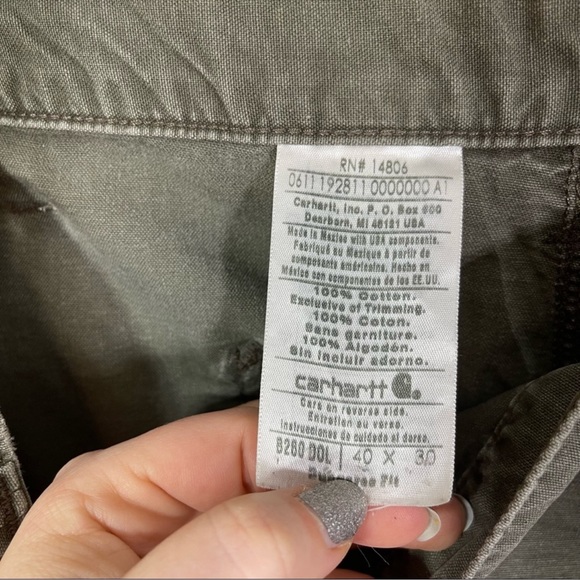 RN# 14806
0611192811 0000000 A1
Carhartt, Inc. P. O. Box 600
Dearborn, MI 48121 USA
Made in Mexico with USA components.
Fabriqué au Mexique à partir de
composants américains. Hecho en
México con componentes de los EE.UU.
100% Cotton.
Exclusive of Trimming.
100% Coton.
Sans garniture.
100% Algodón.
Sin incluir adorno.
carhartt
Care on reverse side.
Entretien au verso.
Instrucciones de cuidado al dorso.
B260 DOL 40 X 30
Fit